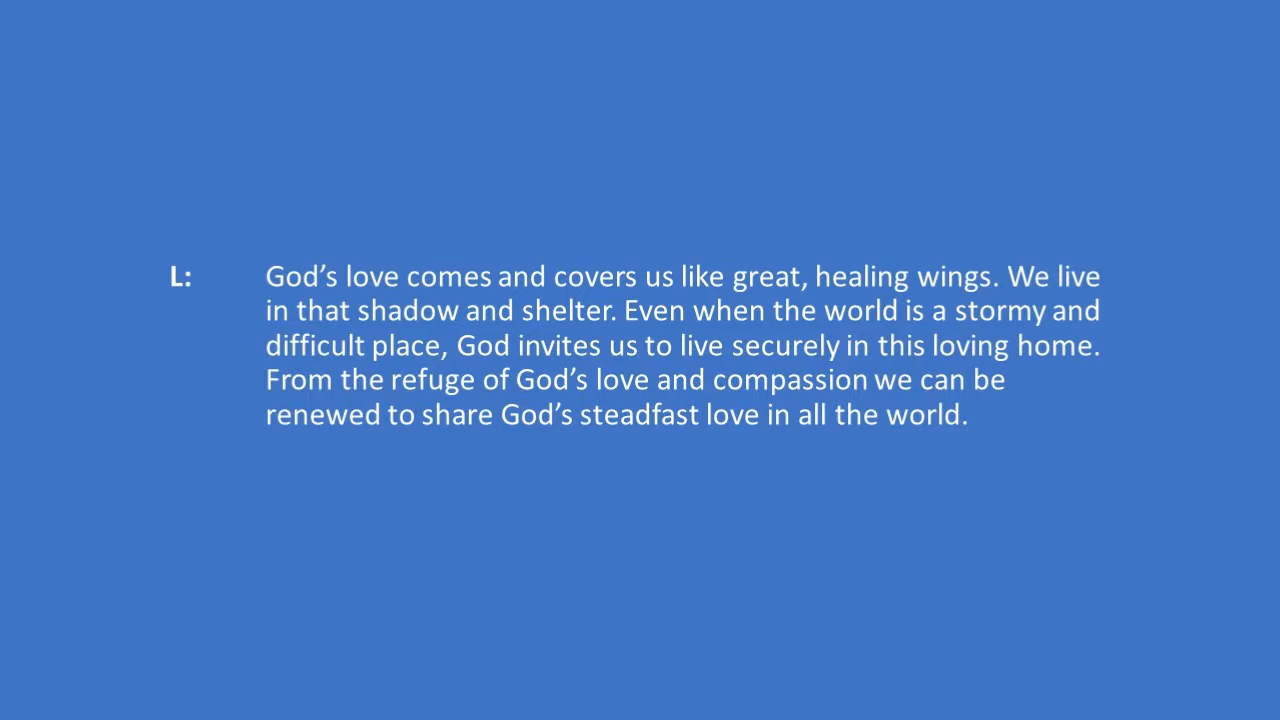 L: God’s love comes and covers us like great, healing wings. We live
in that shadow and shelter. Even when the world is a stormy and
difficult place, God invites us to live securely in this loving home.
From the refuge of God’s love and compassion we can be
renewed to share God’s steadfast love in all the world.